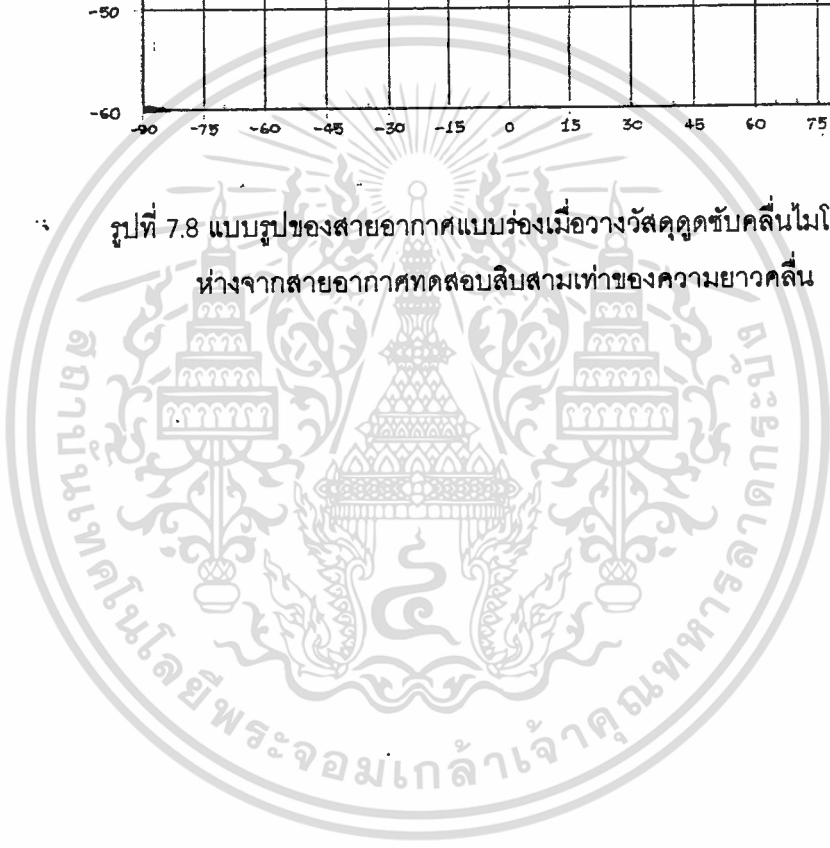 -50
-60
-90 -75 -60 -45 -30 -15 0 15 30 45 60 75
รูปที่ 7.8 แบบรูปของสายอากาศแบบร่องเมื่อวางวัสดุดูดซับคลื่นไมโ
ห่างจากสายอากาศทดสอบสิบสามเท่าของความยาวคลื่น
สถาบันเทคโนโลยีพระจอมเกล้าเจ้าคุณทหารลาดกระบัง